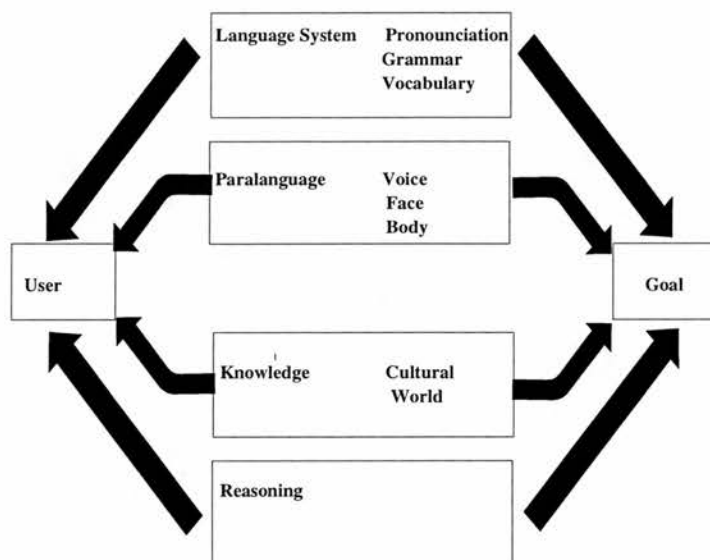 Language System Pronounciation
Grammar
Vocabulary
Paralanguage Voice
Face
Body
User
Goal
Knowledge Cultural
World
Reasoning